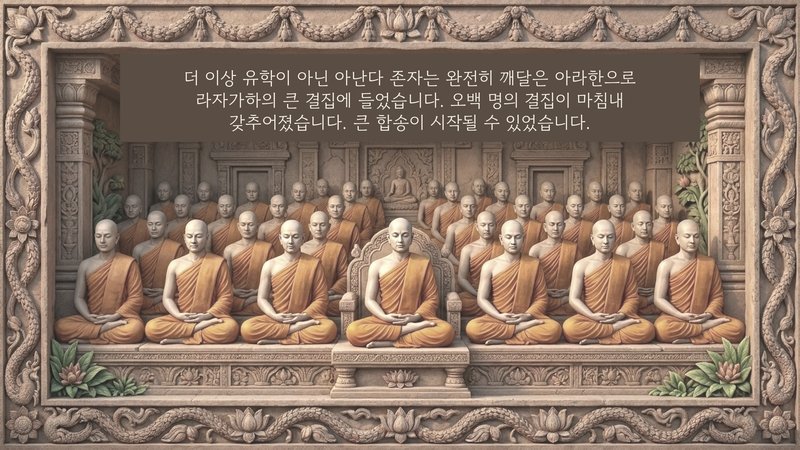 더 이상 유학이 아닌 아난다 존자는 완전히 깨달은 아라한으로
라자가하의 큰 결집에 들었습니다. 오백 명의 결집이 마침내
갖추어졌습니다. 큰 합송이 시작될 수 있었습니다.